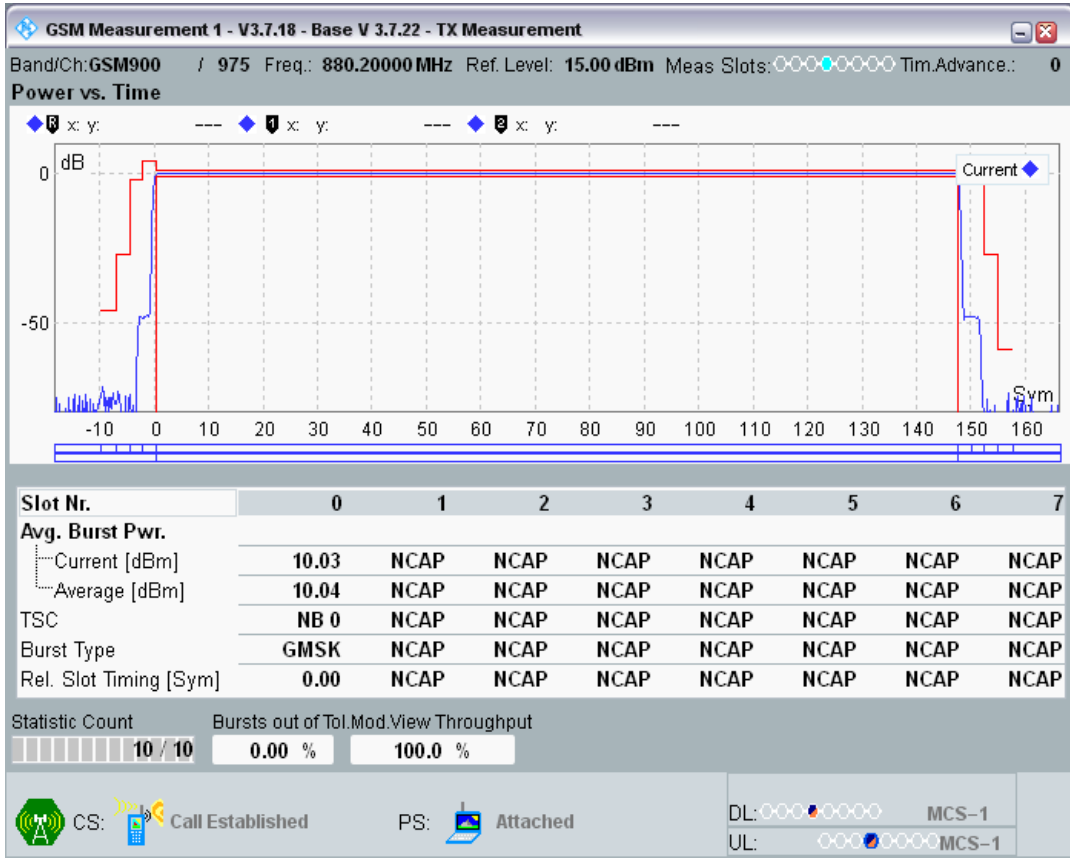 GSM Measurement 1 - V3.7.18 - Base V 3.7.22 - TX Measurement
Band/Ch:GSM900 / 975 Freq.: 880.20000 MHz Ref. Level: 15.00 dBm Meas Slots: Tim.Advance.: 0
Power vs. Time
R x: y: --- 1 x: y: --- 2 x: y: ---
dB
Current
0
-50
Sym
-10 0 10 20 30 40 50 60 70 80 90 100 110 120 130 140 150 160
Slot Nr. 0 1 2 3 4 5 6 7
Avg. Burst Pwr.
Current [dBm] 10.03 NCAP NCAP NCAP NCAP NCAP NCAP NCAP
Average [dBm] 10.04 NCAP NCAP NCAP NCAP NCAP NCAP NCAP
TSC NB 0 NCAP NCAP NCAP NCAP NCAP NCAP NCAP
Burst Type GMSK NCAP NCAP NCAP NCAP NCAP NCAP NCAP
Rel. Slot Timing [Sym] 0.00 NCAP NCAP NCAP NCAP NCAP NCAP NCAP
Statistic Count Bursts out of Tol.Mod.View Throughput
10 / 10 0.00 % 100.0 %
CS: Call Established PS: Attached
DL: MCS-1
UL: MCS-1